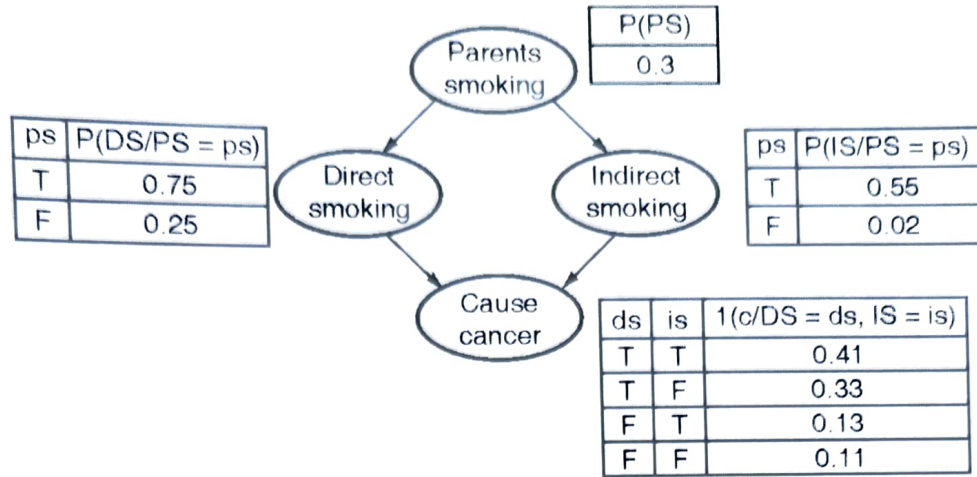 Parents
smoking
P(PS)
0.3
ps P(DS/PS = ps)
T 0.75
F 0.25
Direct
smoking
Indirect
smoking
ps P(IS/PS = ps)
T 0.55
F 0.02
Cause
cancer
ds is 1(c/DS = ds, IS = is)
T T 0.41
T F 0.33
F T 0.13
F F 0.11